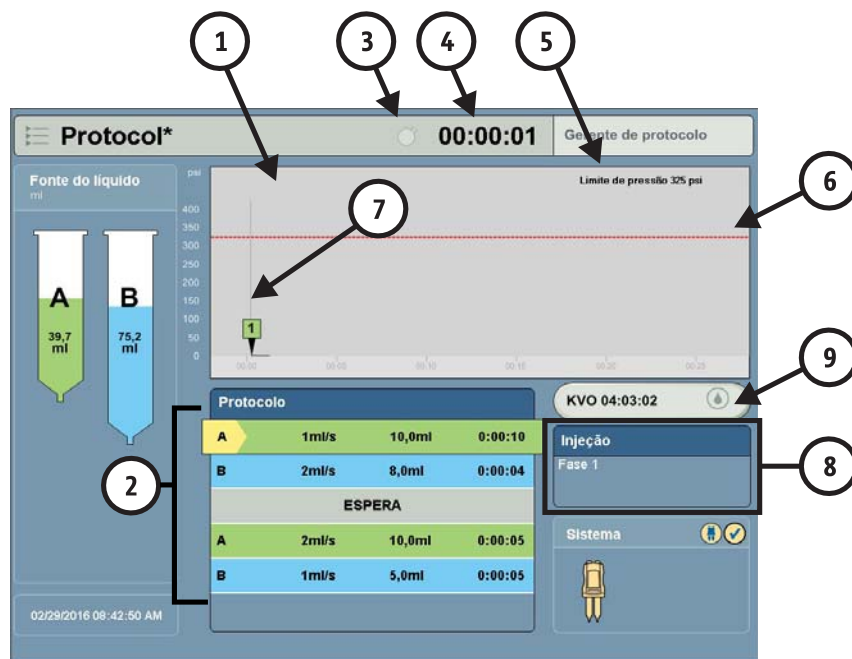 1
3
4
5
Protocol*
00:00:01
Gerente de protocolo
Fonte do líquido
ml
psi
Limite de pressão 325 psi
400
350
300
250
200
150
100
50
0
6
7
1
00:00
00:05
00:10
00:15
00:20
00:25
A
39,7
ml
B
75,2
ml
9
KVO 04:03:02
Protocolo
A 1ml/s 10,0ml 0:00:10
B 2ml/s 8,0ml 0:00:04
ESPERA
A 2ml/s 10,0ml 0:00:05
B 1ml/s 5,0ml 0:00:05
2
Injeção
Fase 1
8
Sistema
02/29/2016 08:42:50 AM